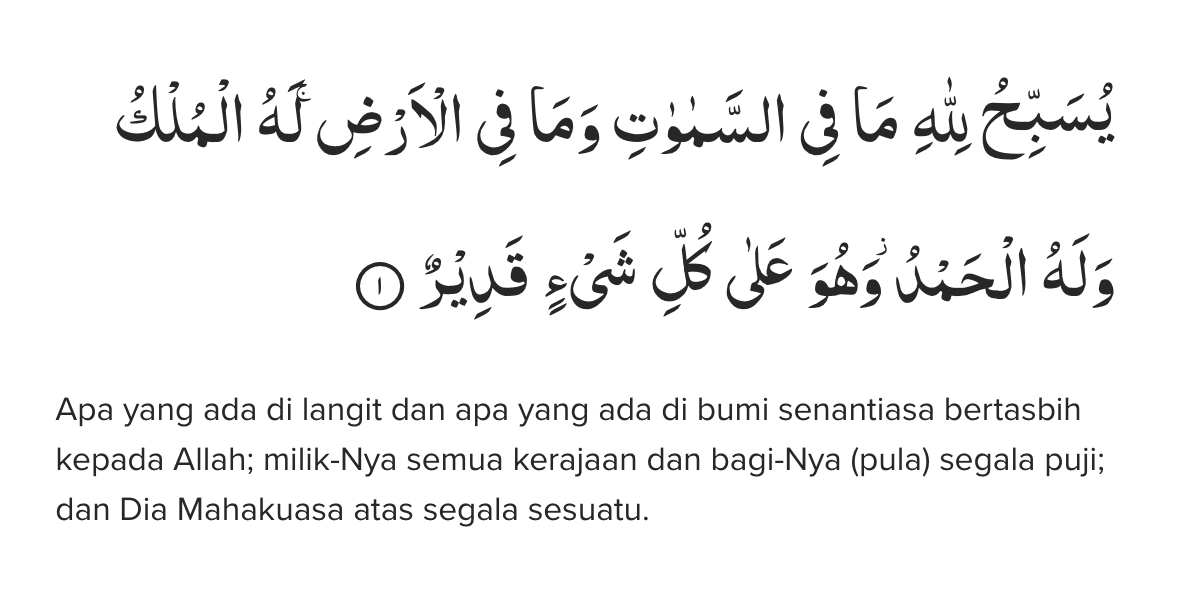 يُسَبِّحُ لِلّٰهِ مَا فِى السَّمٰوٰتِ وَمَا فِى الْاَرْضِۚ لَهُ الْمُلْكُ
وَلَهُ الْحَمْدُ ۖوَهُوَ عَلٰى كُلِّ شَيْءٍ قَدِيْرٌ ١
Apa yang ada di langit dan apa yang ada di bumi senantiasa bertasbih
kepada Allah; milik-Nya semua kerajaan dan bagi-Nya (pula) segala puji;
dan Dia Mahakuasa atas segala sesuatu.